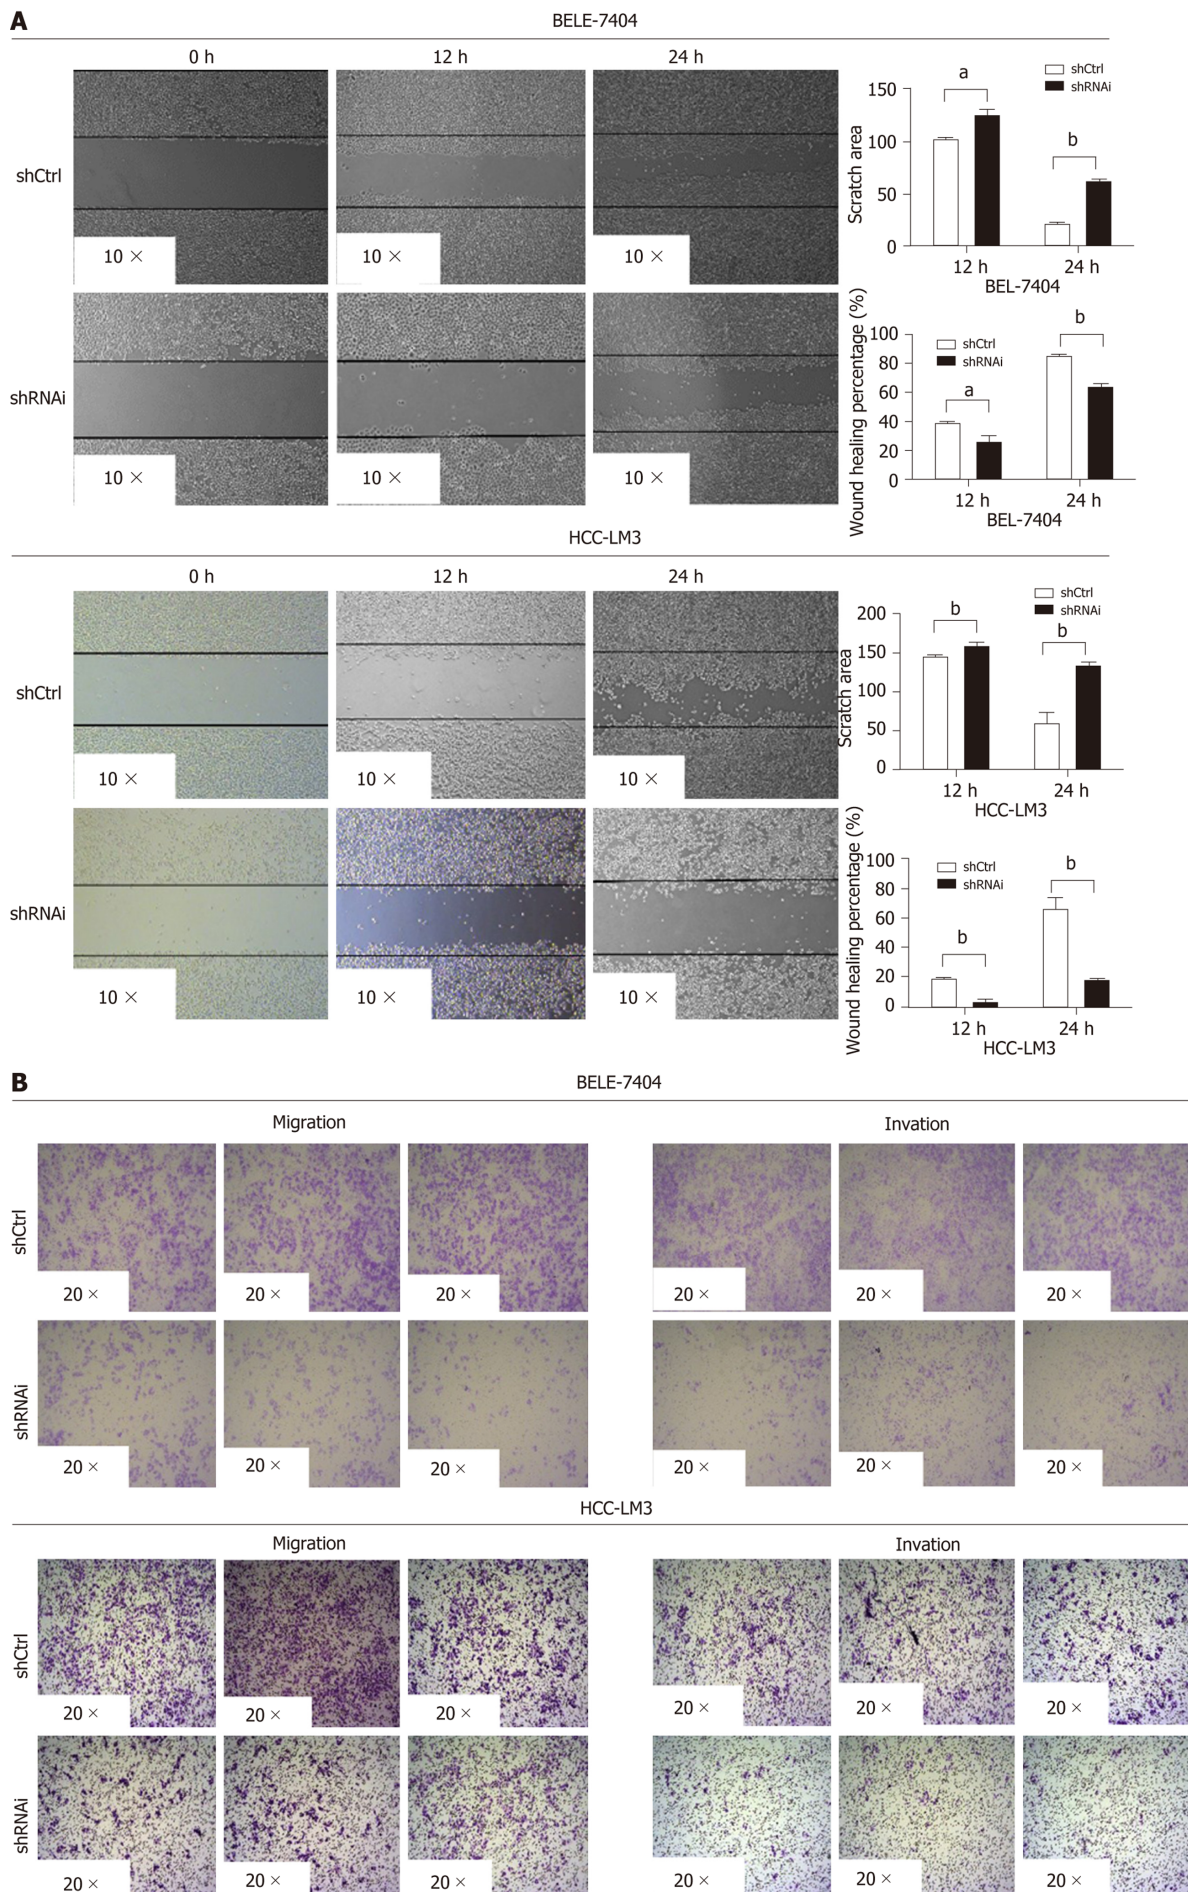 A
BELE-7404
0 h 12 h 24 h
shCtrl
10 × 10 × 10 ×
shRNAi
10 × 10 × 10 ×
shCtrl
shRNAi
Scratch area
150
100
50
0
a
b
12 h 24 h
BEL-7404
shCtrl
shRNAi
Wound healing percentage (%)
100
80
60
40
20
0
a
b
12 h 24 h
BEL-7404
HCC-LM3
0 h 12 h 24 h
shCtrl
10 × 10 × 10 ×
shRNAi
10 × 10 × 10 ×
shCtrl
shRNAi
Scratch area
200
150
100
50
0
b
b
12 h 24 h
HCC-LM3
shCtrl
shRNAi
Wound healing percentage (%)
100
80
60
40
20
0
b
b
12 h 24 h
HCC-LM3
B
BELE-7404
Migration Invation
shCtrl
20 × 20 × 20 × 20 × 20 × 20 ×
shRNAi
20 × 20 × 20 × 20 × 20 × 20 ×
HCC-LM3
Migration Invation
shCtrl
20 × 20 × 20 × 20 × 20 × 20 ×
shRNAi
20 × 20 × 20 × 20 × 20 × 20 ×